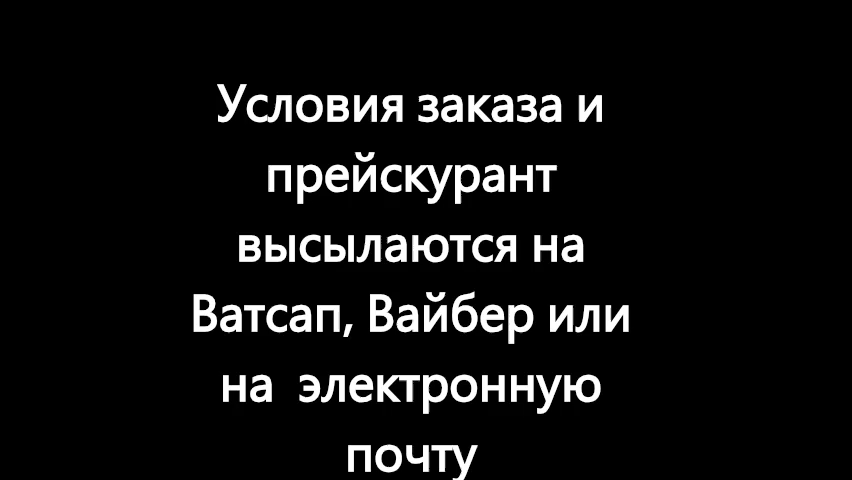 Условия заказа и
прейскурант
высылаются на
Ватсап, Вайбер или
на  электронную
почту